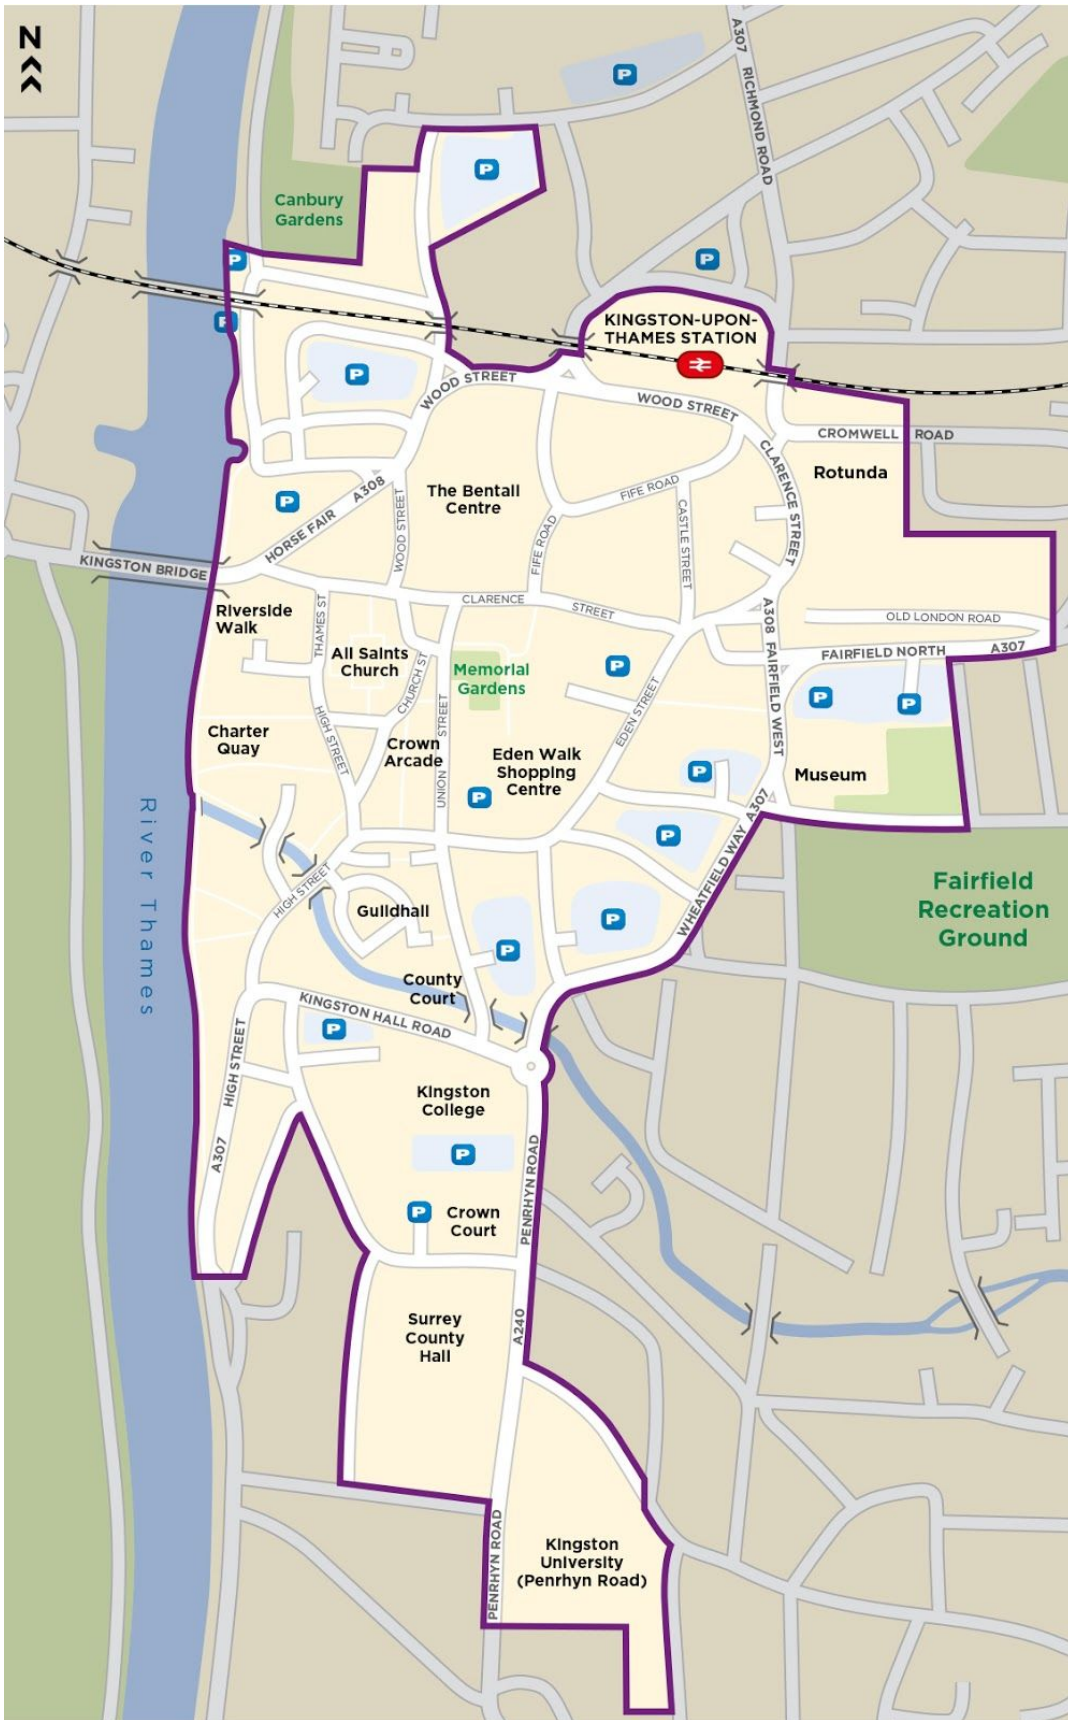 N
A307 RICHMOND ROAD
P
P
Canbury
Gardens
P
P
KINGSTON-UPON-
THAMES STATION
P
P
WOOD STREET
WOOD STREET
CROMWELL ROAD
CLARENCE STREET
Rotunda
The Bentall
Centre
P
HORSE FAIR A308
WOOD STREET
FIFE ROAD
FIFE ROAD
CASTLE STREET
KINGSTON BRIDGE
CLARENCE STREET
Riverside
Walk
THAMES ST
A308 FAIRFIELD WEST
OLD LONDON ROAD
All Saints
Church
CHURCH ST
Memorial
Gardens
P
FAIRFIELD NORTH A307
P
P
EDEN STREET
UNION STREET
HIGH STREET
Charter
Quay
Crown
Arcade
Eden Walk
Shopping
Centre
P
P
Museum
River Thames
P
WHEATFIELD WAY A307
HIGH STREET
Guildhall
P
Fairfield
Recreation
Ground
P
County
Court
KINGSTON HALL ROAD
P
A307 HIGH STREET
Kingston
College
P
PENRHYN ROAD
P
Crown
Court
A240
Surrey
County
Hall
PENRHYN ROAD
Kingston
University
(Penrhyn Road)